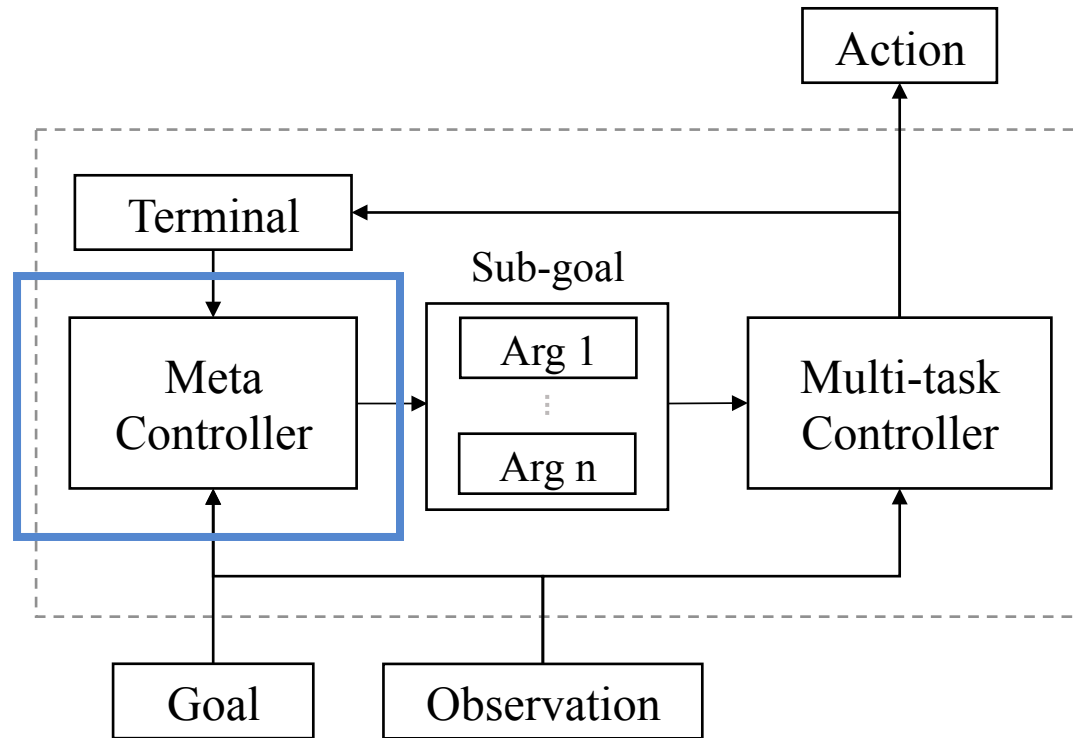 Action
Terminal
Sub-goal
Meta
Controller
Arg 1
Arg n
Multi-task
Controller
Goal
Observation